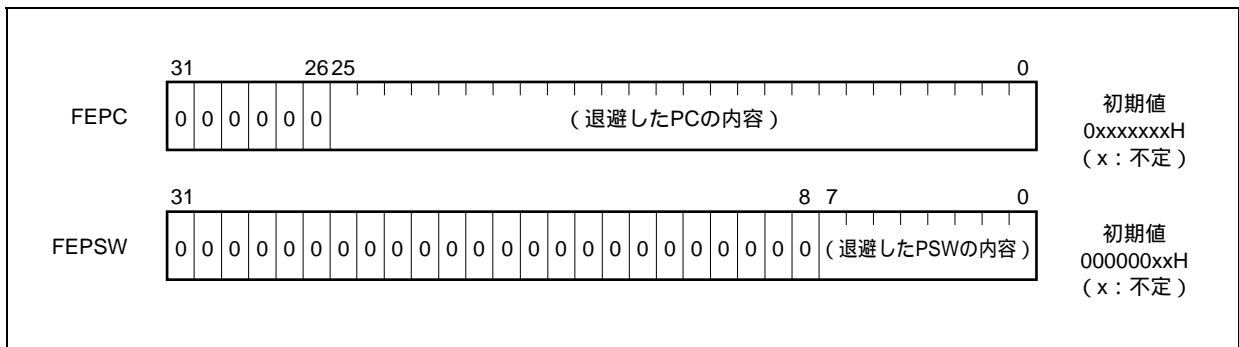 31 26 25 0
FEPC 0 0 0 0 0 0 （退避したPCの内容） 初期値
0xxxxxxxH
（x：不定）
31 8 7 0
FEPSW 0 0 0 0 0 0 0 0 0 0 0 0 0 0 0 0 0 0 0 0 0 0 0 0 （退避したPSWの内容） 初期値
000000xxH
（x：不定）